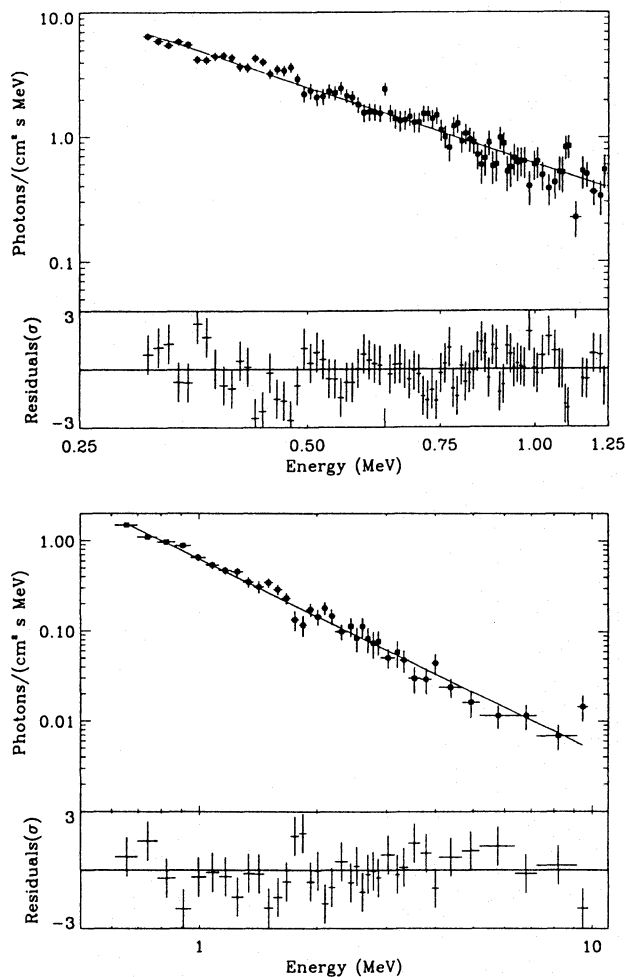 10.0
1.0
0.1
Photons/(cm² s MeV)
3
-3
Residuals(σ)
0.25 0.50 0.75 1.00 1.25
Energy (MeV)
1.00
0.10
0.01
Photons/(cm² s MeV)
3
-3
Residuals(σ)
1 10
Energy (MeV)